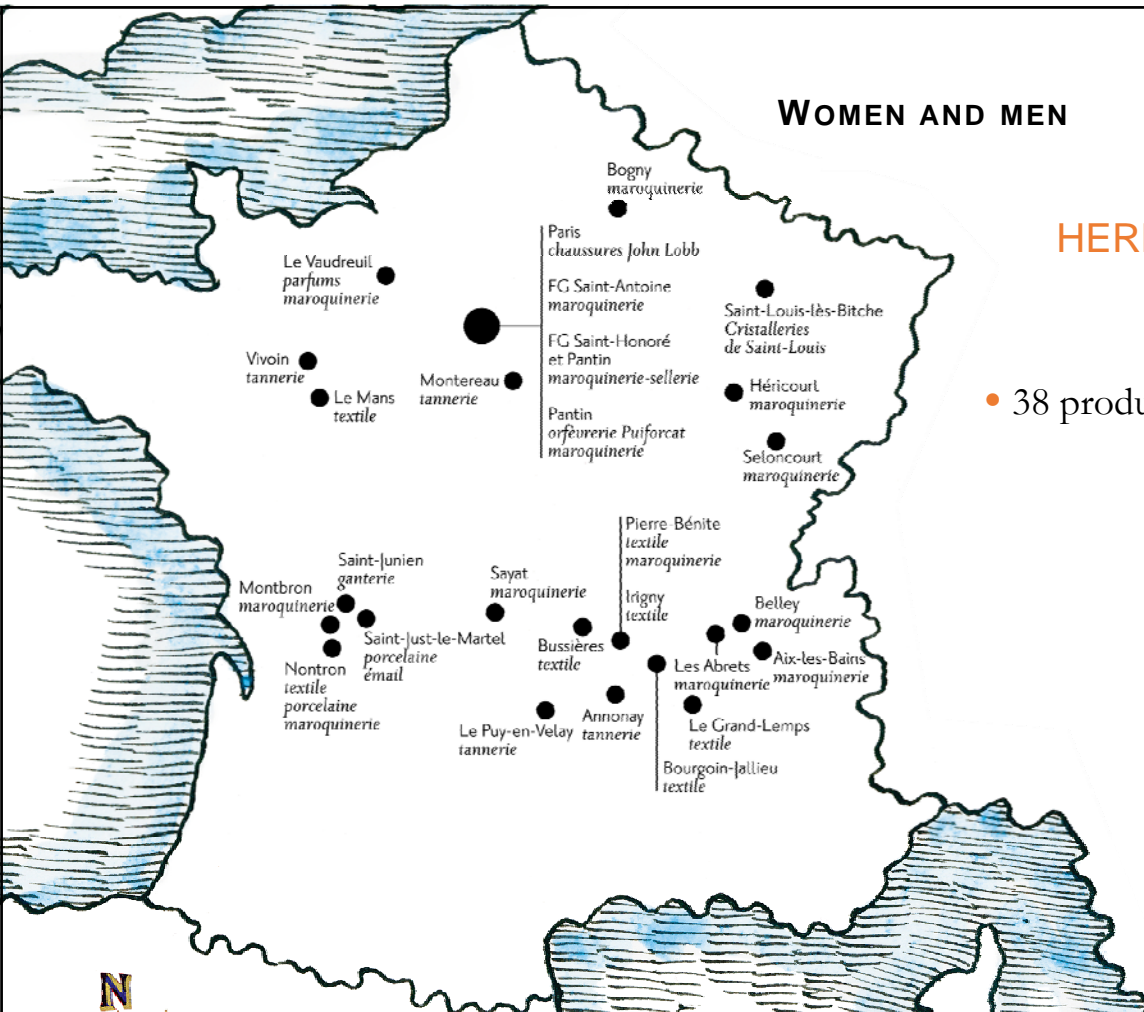 WOMEN AND MEN
HER
• 38 produ
Bogny
maroquinerie
Paris
chaussures John Lobb
FG Saint-Antoine
maroquinerie
FG Saint-Honoré
et Pantin
maroquinerie-sellerie
Pantin
orfèvrerie Puiforcat
maroquinerie
Le Vaudreuil
parfums
maroquinerie
Saint-Louis-lès-Bitche
Cristalleries
de Saint-Louis
Vivoin
tannerie
Le Mans
textile
Montereau
tannerie
Héricourt
maroquinerie
Seloncourt
maroquinerie
Pierre-Bénite
textile
maroquinerie
Irigny
textile
Saint-Junien
ganterie
Montbron
maroquinerie
Saint-Just-le-Martel
porcelaine
émail
Nontron
textile
porcelaine
maroquinerie
Sayat
maroquinerie
Bussières
textile
Belley
maroquinerie
Les Abrets
maroquinerie
Aix-les-Bains
maroquinerie
Le Puy-en-Velay
tannerie
Annonay
tannerie
Le Grand-Lemps
textile
Bourgoin-Jallieu
textile
N